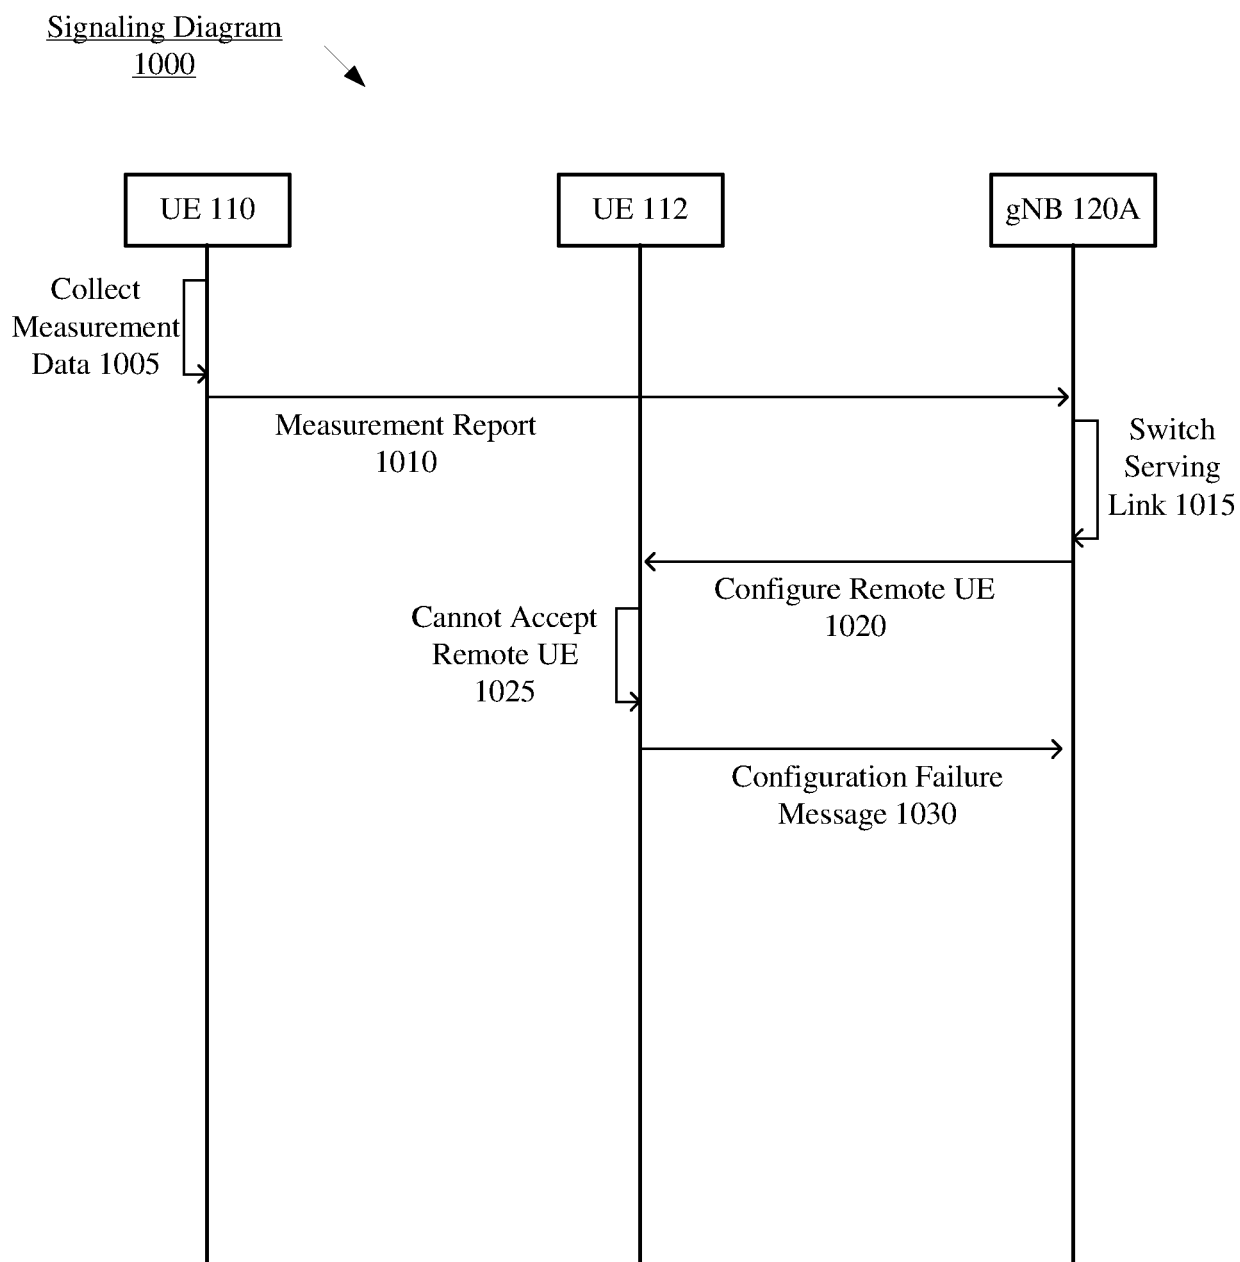 Signaling Diagram
1000
UE 110
UE 112
gNB 120A
Collect
Measurement
Data 1005
Measurement Report
1010
Switch
Serving
Link 1015
Configure Remote UE
1020
Cannot Accept
Remote UE
1025
Configuration Failure
Message 1030